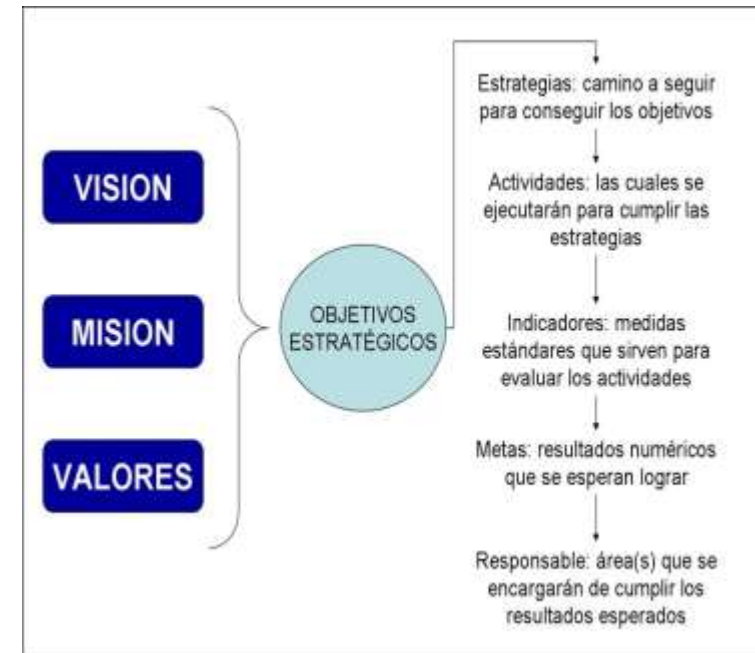 VISION
MISION
VALORES
OBJETIVOS
ESTRATÉGICOS
Estrategias: camino a seguir
para conseguir los objetivos
Actividades: las cuales se
ejecutarán para cumplir las
estrategias
Indicadores: medidas
estándares que sirven para
evaluar los actividades
Metas: resultados numéricos
que se esperan lograr
Responsable: área(s) que se
encargarán de cumplir los
resultados esperados